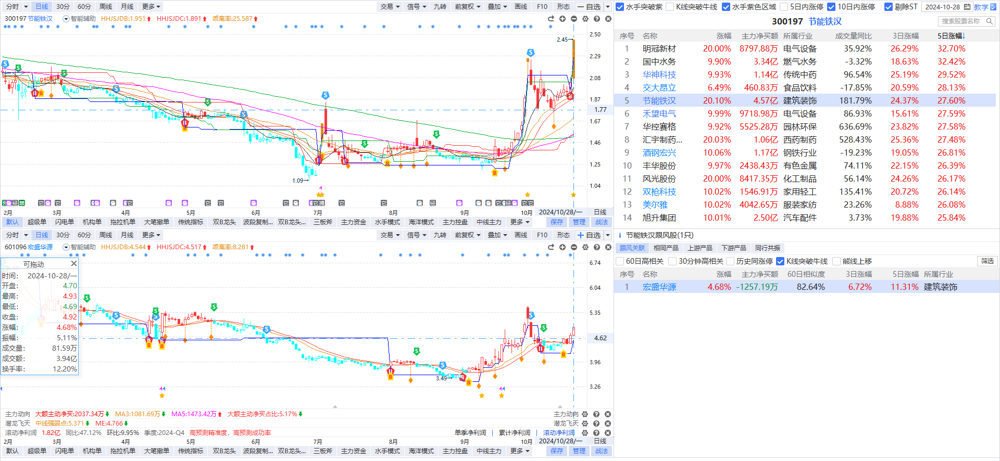 分时 日线 30分 60分 周线 月线 更多 交易 信号 九转 前复权 叠加 画线 F10 形态 自选
300197 节能铁汉 智能辅助 HHJSJDB:1.951 HHJSJDC:1.891 乖离率:25.587
2.50
2.45
2.29
2.08
1.87
1.77
1.67
1.46
1.25
1.09
1.04
2月 3月 4月 5月 6月 7月 8月 9月 10月 2024/10/28/一 日线
默认 超级单 闪电单 机构单 拖拉机单 大笔撤单 传统指标 双B龙头 波段复制... 双B龙头... 三板斧 主力资金 水手模式 海洋模式 主力控盘 中线主力 更多 保存 管理 战法
分时 日线 30分 60分 周线 月线 更多 交易 信号 九转 前复权 叠加 画线 F10 形态 自选
601096 宏盛华源 智能辅助 HHJSJDB:4.544 HHJSJDC:4.517 乖离率:8.281
可拖动
时间: 2024-10-28/一
开盘: 4.70
最高: 4.93
最低: 4.69
收盘: 4.92
涨幅: 4.68%
振幅: 5.11%
成交量: 81.59万
成交额: 3.94亿
换手率: 12.20%
6.74
6.04
5.35
4.62
3.96
3.49
3.26
主力动向 大额主动净买:2037.34万 MA3:1081.69万 MA5:1473.42万 大额主动净买占比:5.17% 主力动向
潜龙飞天 中线强弱点:5.371 ME:4.766 潜龙飞天
滚动净利润 1.82亿 同比:47.12% 环比:9.95% 季度:2024-Q4 高预测精准度，高预测成功率 单季净利润 累计净利润 滚动净利润
2月 3月 4月 5月 6月 7月 8月 9月 10月 2024/10/28/一 日线
默认 超级单 闪电单 机构单 拖拉机单 大笔撤单 传统指标 双B龙头 波段复制... 双B龙头... 三板斧 主力资金 水手模式 海洋模式 主力控盘 中线主力 更多 保存 管理 战法
水手突破紫 K线突破牛线 水手紫色区域 5日内涨停 10日内涨停 剔除ST 2024-10-28 教学
300197 节能铁汉 搜索股票名称
序号 名称 涨幅 主力净买额 所属行业 成交量同比 3日涨幅 5日涨幅↓
1 明冠新材 20.00% 8797.88万 电气设备 35.92% 26.29% 32.70%
2 国中水务 9.90% 3.34亿 燃气水务 -3.32% 18.63% 32.42%
3 华神科技 9.93% 1.14亿 传统中药 96.54% 25.19% 29.52%
4 交大昂立 6.49% 460.83万 食品饮料 -17.85% 20.59% 28.13%
5 节能铁汉 20.10% 4.57亿 建筑装饰 181.79% 24.37% 27.60%
6 禾望电气 9.99% 9718.98万 电气设备 86.93% 15.61% 27.59%
7 华控赛格 9.92% 5525.28万 园林环保 636.69% 23.82% 27.58%
8 汇宇制药... 20.03% 1.06亿 西药制药 528.43% 25.36% 27.48%
9 酒钢宏兴 10.06% 1.17亿 钢铁行业 -19.23% 19.05% 26.81%
10 丰华股份 9.97% 2438.43万 有色金属 74.11% 22.15% 26.39%
11 风光股份 20.00% 8417.35万 化工制品 56.14% 24.26% 26.17%
12 双枪科技 10.02% 1546.91万 家用轻工 135.41% 20.72% 26.14%
13 美尔雅 10.02% 4042.65万 服装家纺 23.26% 8.88% 26.08%
14 旭升集团 10.01% 2.50亿 汽车配件 3.73% 19.88% 25.84%
节能铁汉跟风股(1只)
跟风关联 相同产品 上游产品 下游产品 同行共振
60日高相关 30分钟高相关 历史同涨停 K线突破牛线 熊线上移 筛选
序号 名称 涨幅 主力净买额 60日相似度 3日涨幅 5日涨幅 所属行业
1 宏盛华源 4.68% -1257.19万 82.64% 6.72% 11.31% 建筑装饰